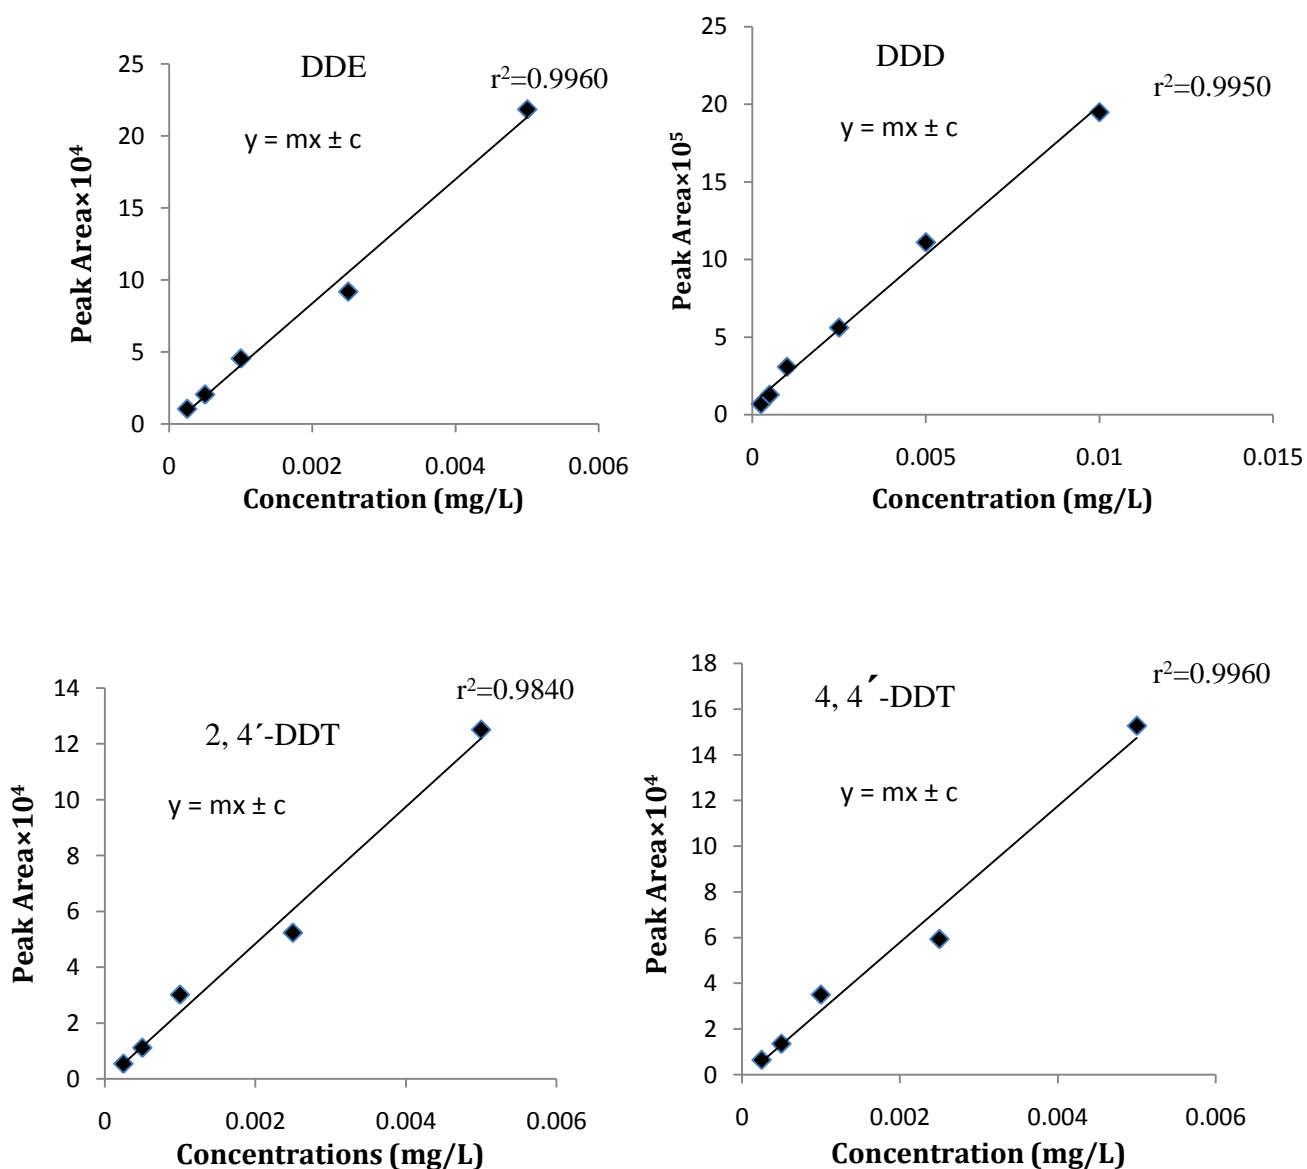 DDE
r²=0.9960
y = mx ± c
Peak Area×10⁴
25
20
15
10
5
0
0 0.002 0.004 0.006
Concentration (mg/L)
DDD
r²=0.9950
y = mx ± c
Peak Area×10⁵
25
20
15
10
5
0
0 0.005 0.01 0.015
Concentration (mg/L)
2, 4´-DDT
r²=0.9840
y = mx ± c
Peak Area×10⁴
14
12
10
8
6
4
2
0
0 0.002 0.004 0.006
Concentrations (mg/L)
4, 4´-DDT
r²=0.9960
y = mx ± c
Peak Area×10⁴
18
16
14
12
10
8
6
4
2
0
0 0.002 0.004 0.006
Concentration (mg/L)